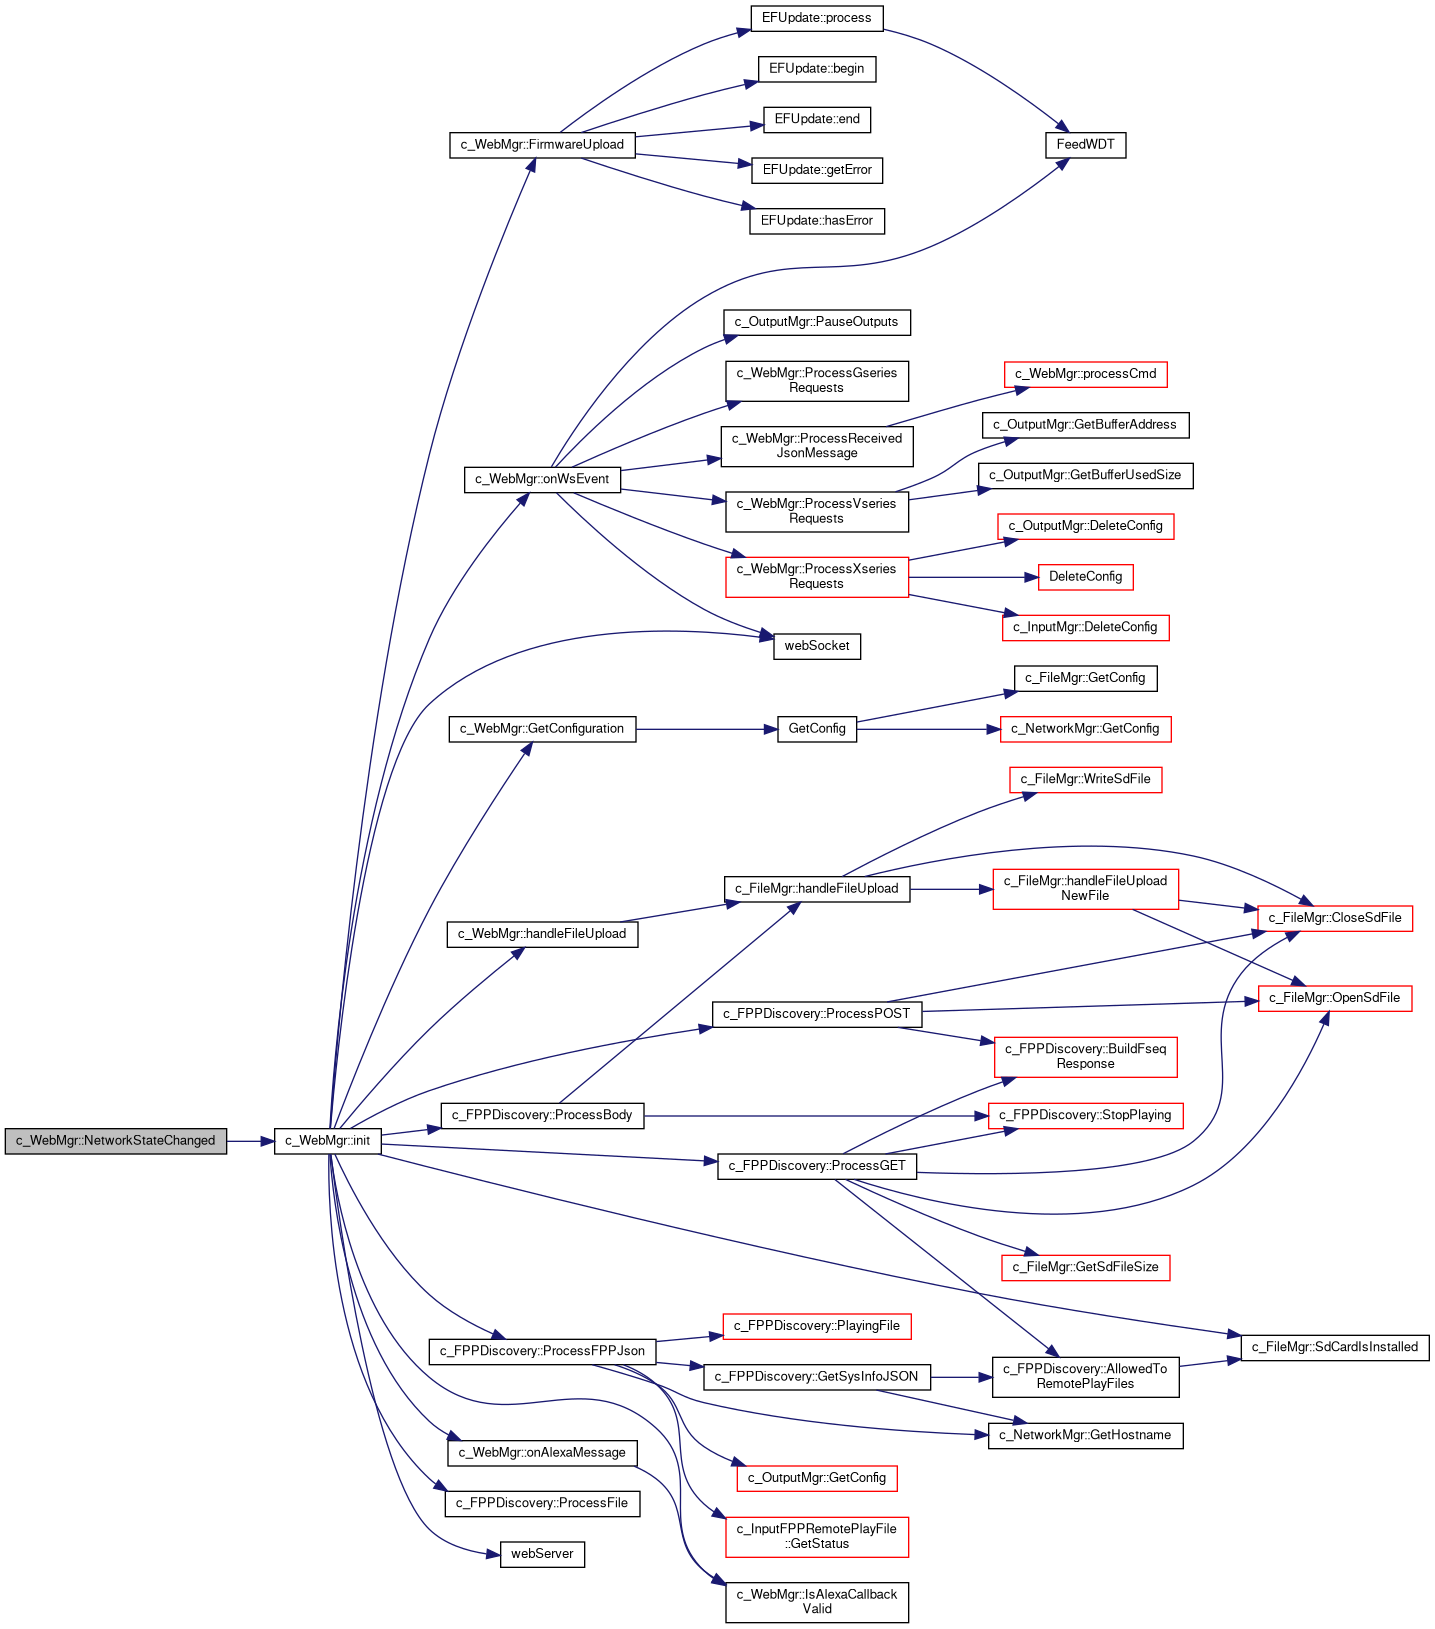 EFUpdate::process
EFUpdate::begin
EFUpdate::end
c_WebMgr::FirmwareUpload
FeedWDT
EFUpdate::getError
EFUpdate::hasError
c_OutputMgr::PauseOutputs
c_WebMgr::ProcessGseries
Requests
c_WebMgr::processCmd
c_WebMgr::ProcessReceived
JsonMessage
c_OutputMgr::GetBufferAddress
c_WebMgr::onWsEvent
c_OutputMgr::GetBufferUsedSize
c_WebMgr::ProcessVseries
Requests
c_OutputMgr::DeleteConfig
c_WebMgr::ProcessXseries
Requests
DeleteConfig
c_InputMgr::DeleteConfig
webSocket
c_FileMgr::GetConfig
c_WebMgr::GetConfiguration
GetConfig
c_NetworkMgr::GetConfig
c_FileMgr::WriteSdFile
c_FileMgr::handleFileUpload
c_FileMgr::handleFileUpload
NewFile
c_FileMgr::CloseSdFile
c_WebMgr::handleFileUpload
c_FileMgr::OpenSdFile
c_FPPDiscovery::ProcessPOST
c_FPPDiscovery::BuildFseq
Response
c_FPPDiscovery::ProcessBody
c_FPPDiscovery::StopPlaying
c_WebMgr::NetworkStateChanged
c_WebMgr::init
c_FPPDiscovery::ProcessGET
c_FileMgr::GetSdFileSize
c_FPPDiscovery::PlayingFile
c_FPPDiscovery::ProcessFPPJson
c_FileMgr::SdCardIsInstalled
c_FPPDiscovery::GetSysInfoJSON
c_FPPDiscovery::AllowedTo
RemotePlayFiles
c_NetworkMgr::GetHostname
c_WebMgr::onAlexaMessage
c_OutputMgr::GetConfig
c_FPPDiscovery::ProcessFile
c_InputFPPRemotePlayFile
::GetStatus
webServer
c_WebMgr::IsAlexaCallback
Valid